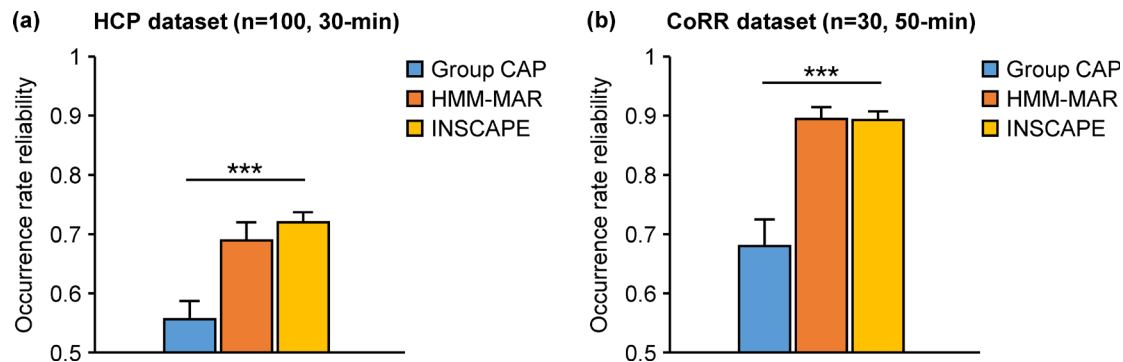 (a) HCP dataset (n=100, 30-min)
Occurrence rate reliability
1
0.9
0.8
0.7
0.6
0.5
***
Group CAP
HMM-MAR
INSCAPE
(b) CoRR dataset (n=30, 50-min)
Occurrence rate reliability
1
0.9
0.8
0.7
0.6
0.5
***
Group CAP
HMM-MAR
INSCAPE